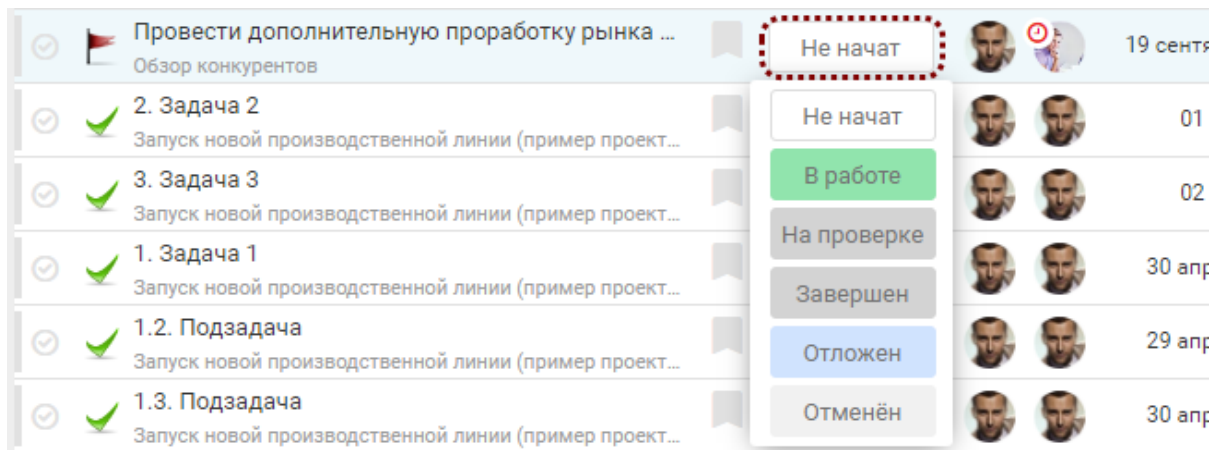 Провести дополнительную проработку рынка ...
Обзор конкурентов
Не начат
19 сентя
2. Задача 2
Запуск новой производственной линии (пример проект...
01
3. Задача 3
Запуск новой производственной линии (пример проект...
02
1. Задача 1
Запуск новой производственной линии (пример проект...
30 апр
1.2. Подзадача
Запуск новой производственной линии (пример проект...
29 апр
1.3. Подзадача
Запуск новой производственной линии (пример проект...
30 апр
Не начат
В работе
На проверке
Завершен
Отложен
Отменён